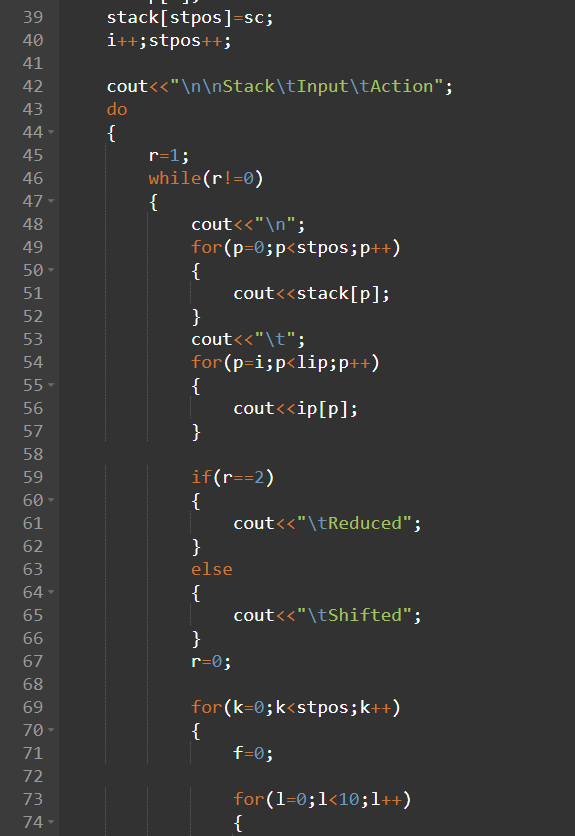 39 stack[stpos]=sc;
40 i++;stpos++;
41
42 cout<<"\n\nStack\tInput\tAction";
43 do
44 {
45 r=1;
46 while(r!=0)
47 {
48 cout<<"\n";
49 for(p=0;p<stpos;p++)
50 {
51 cout<<stack[p];
52 }
53 cout<<"\t";
54 for(p=i;p<lip;p++)
55 {
56 cout<<ip[p];
57 }
58
59 if(r==2)
60 {
61 cout<<"\tReduced";
62 }
63 else
64 {
65 cout<<"\tShifted";
66 }
67 r=0;
68
69 for(k=0;k<stpos;k++)
70 {
71 f=0;
72
73 for(l=0;l<10;l++)
74 {